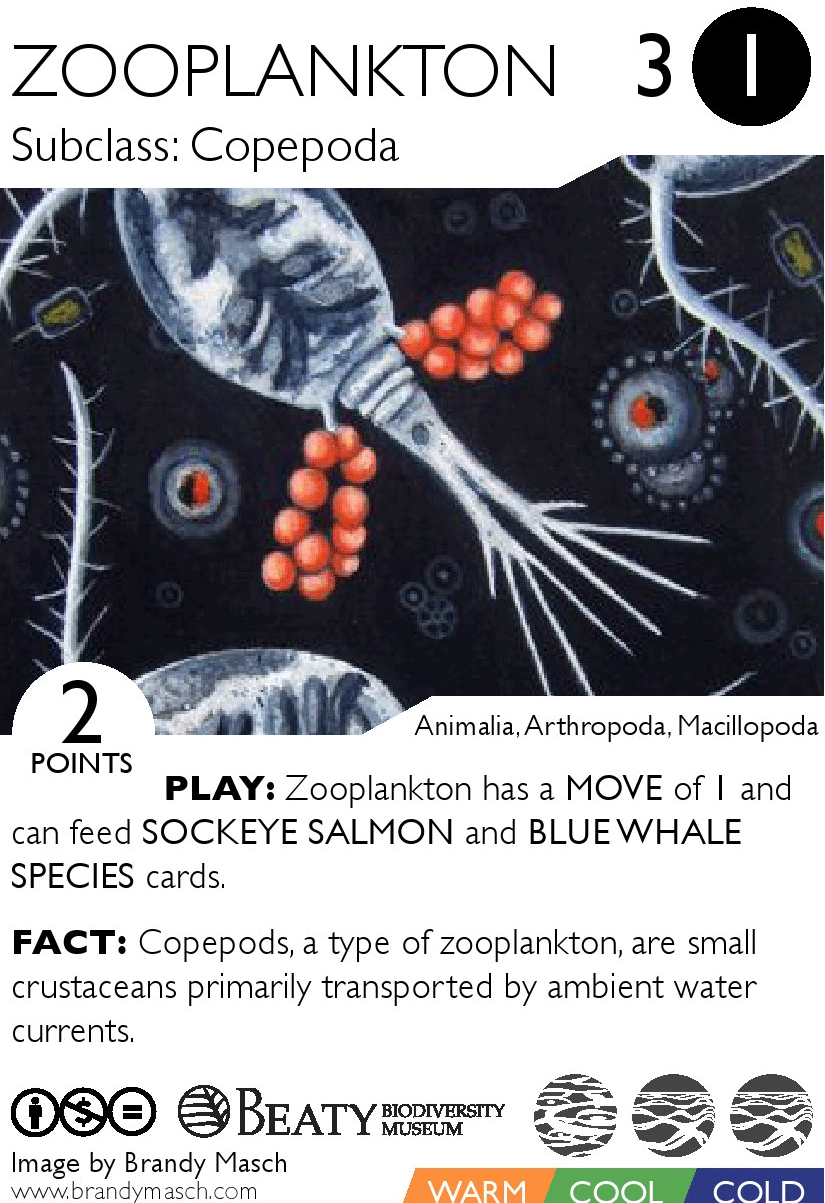 ZOOPLANKTON 3 1
Subclass: Copepoda
2
POINTS
Animalia, Arthropoda, Macillopoda
PLAY: Zooplankton has a MOVE of 1 and
can feed SOCKEYE SALMON and BLUE WHALE
SPECIES cards.
FACT: Copepods, a type of zooplankton, are small
crustaceans primarily transported by ambient water
currents.
BEATY BIODIVERSITY
MUSEUM
Image by Brandy Masch
www.brandymasch.com
WARM COOL COLD